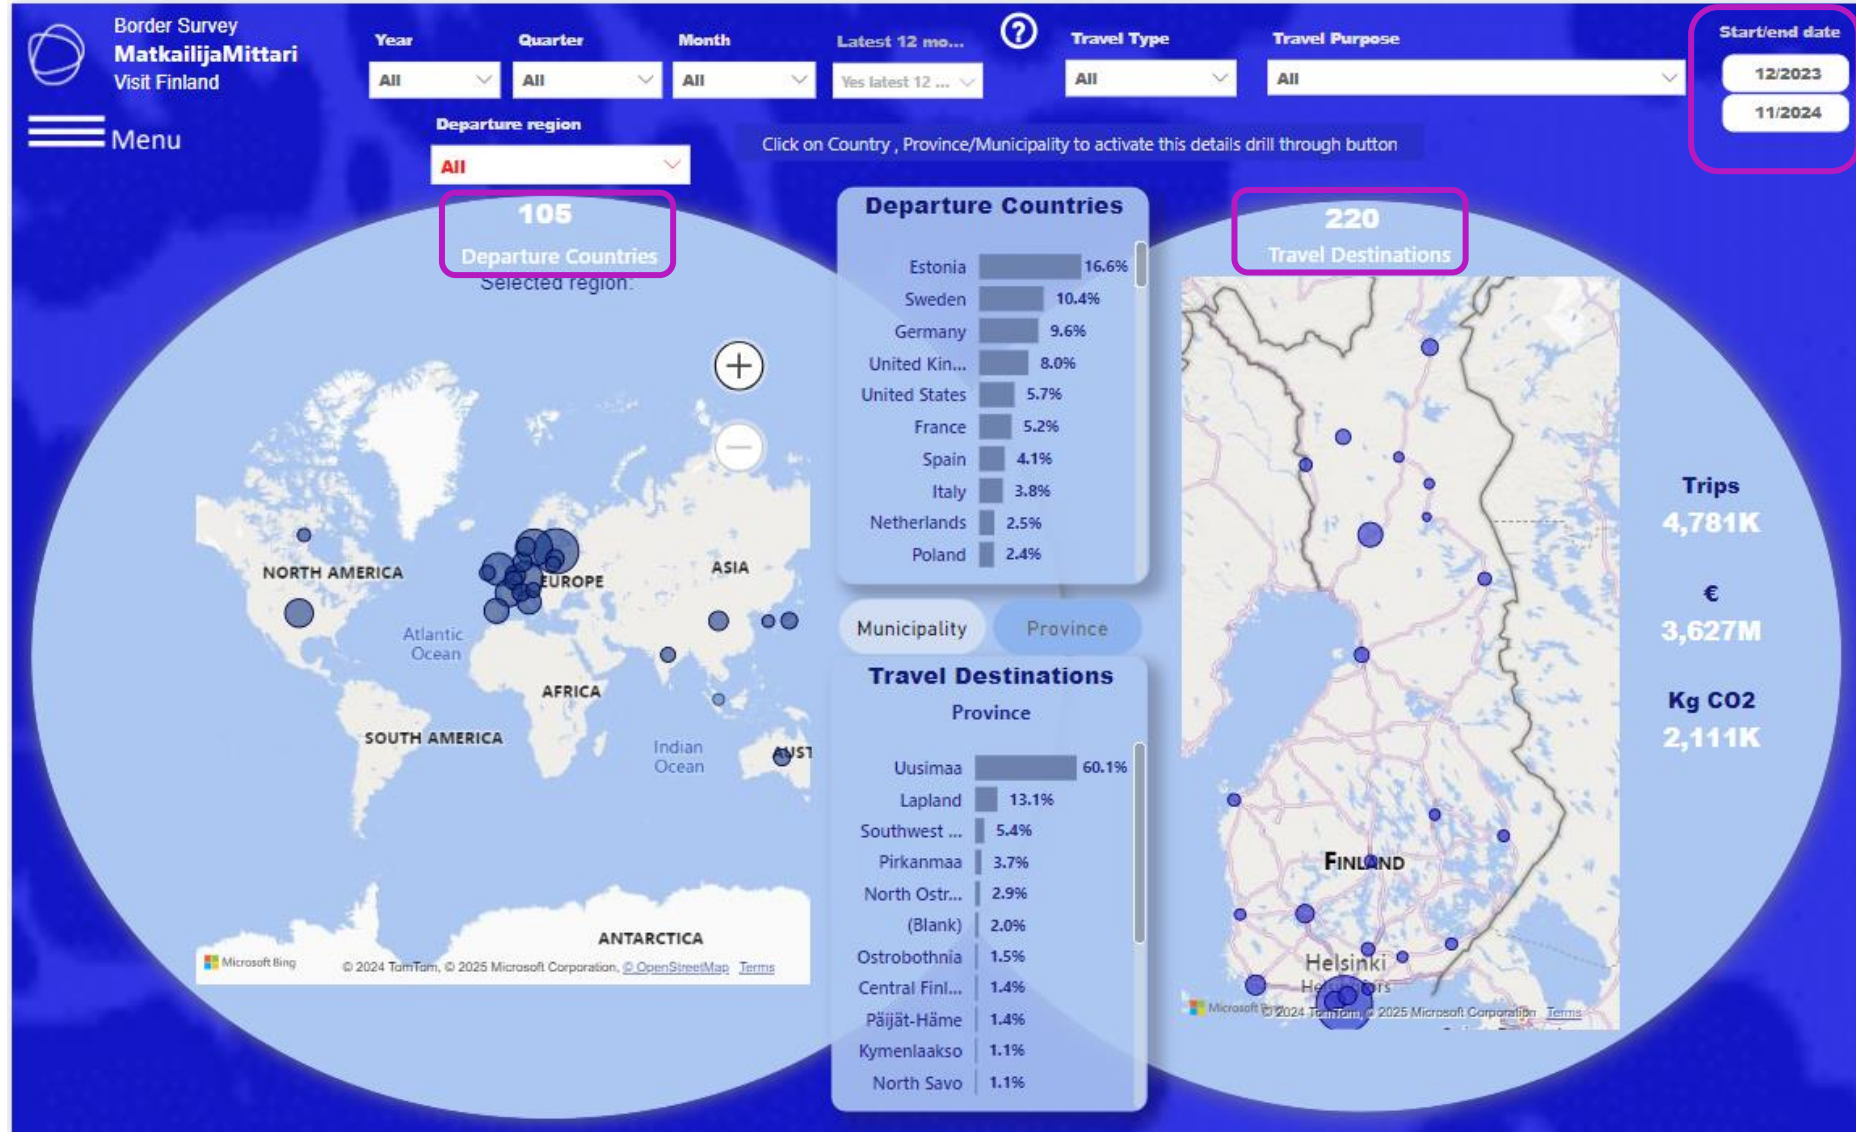 Border Survey
MatkailijaMittari
Visit Finland
Menu
Year
All
Quarter
All
Month
All
Latest 12 mo...
Yes latest 12 ...
?
Travel Type
All
Travel Purpose
All
Start/end date
12/2023
11/2024
Departure region
All
Click on Country , Province/Municipality to activate this details drill through button
105
Departure Countries
Selected region:
NORTH AMERICA
EUROPE
ASIA
Atlantic
Ocean
AFRICA
SOUTH AMERICA
Indian
Ocean
AUST
ANTARCTICA
Microsoft Bing
© 2024 TomTom, © 2025 Microsoft Corporation, © OpenStreetMap Terms
Departure Countries
Estonia 16.6%
Sweden 10.4%
Germany 9.6%
United Kin... 8.0%
United States 5.7%
France 5.2%
Spain 4.1%
Italy 3.8%
Netherlands 2.5%
Poland 2.4%
Municipality Province
Travel Destinations
Province
Uusimaa 60.1%
Lapland 13.1%
Southwest ... 5.4%
Pirkanmaa 3.7%
North Ostr... 2.9%
(Blank) 2.0%
Ostrobothnia 1.5%
Central Finl... 1.4%
Päijät-Häme 1.4%
Kymenlaakso 1.1%
North Savo 1.1%
220
Travel Destinations
FINLAND
Helsinki
Microsoft
© 2024 TomTom, © 2025 Microsoft Corporation Terms
Trips
4,781K
€
3,627M
Kg CO2
2,111K